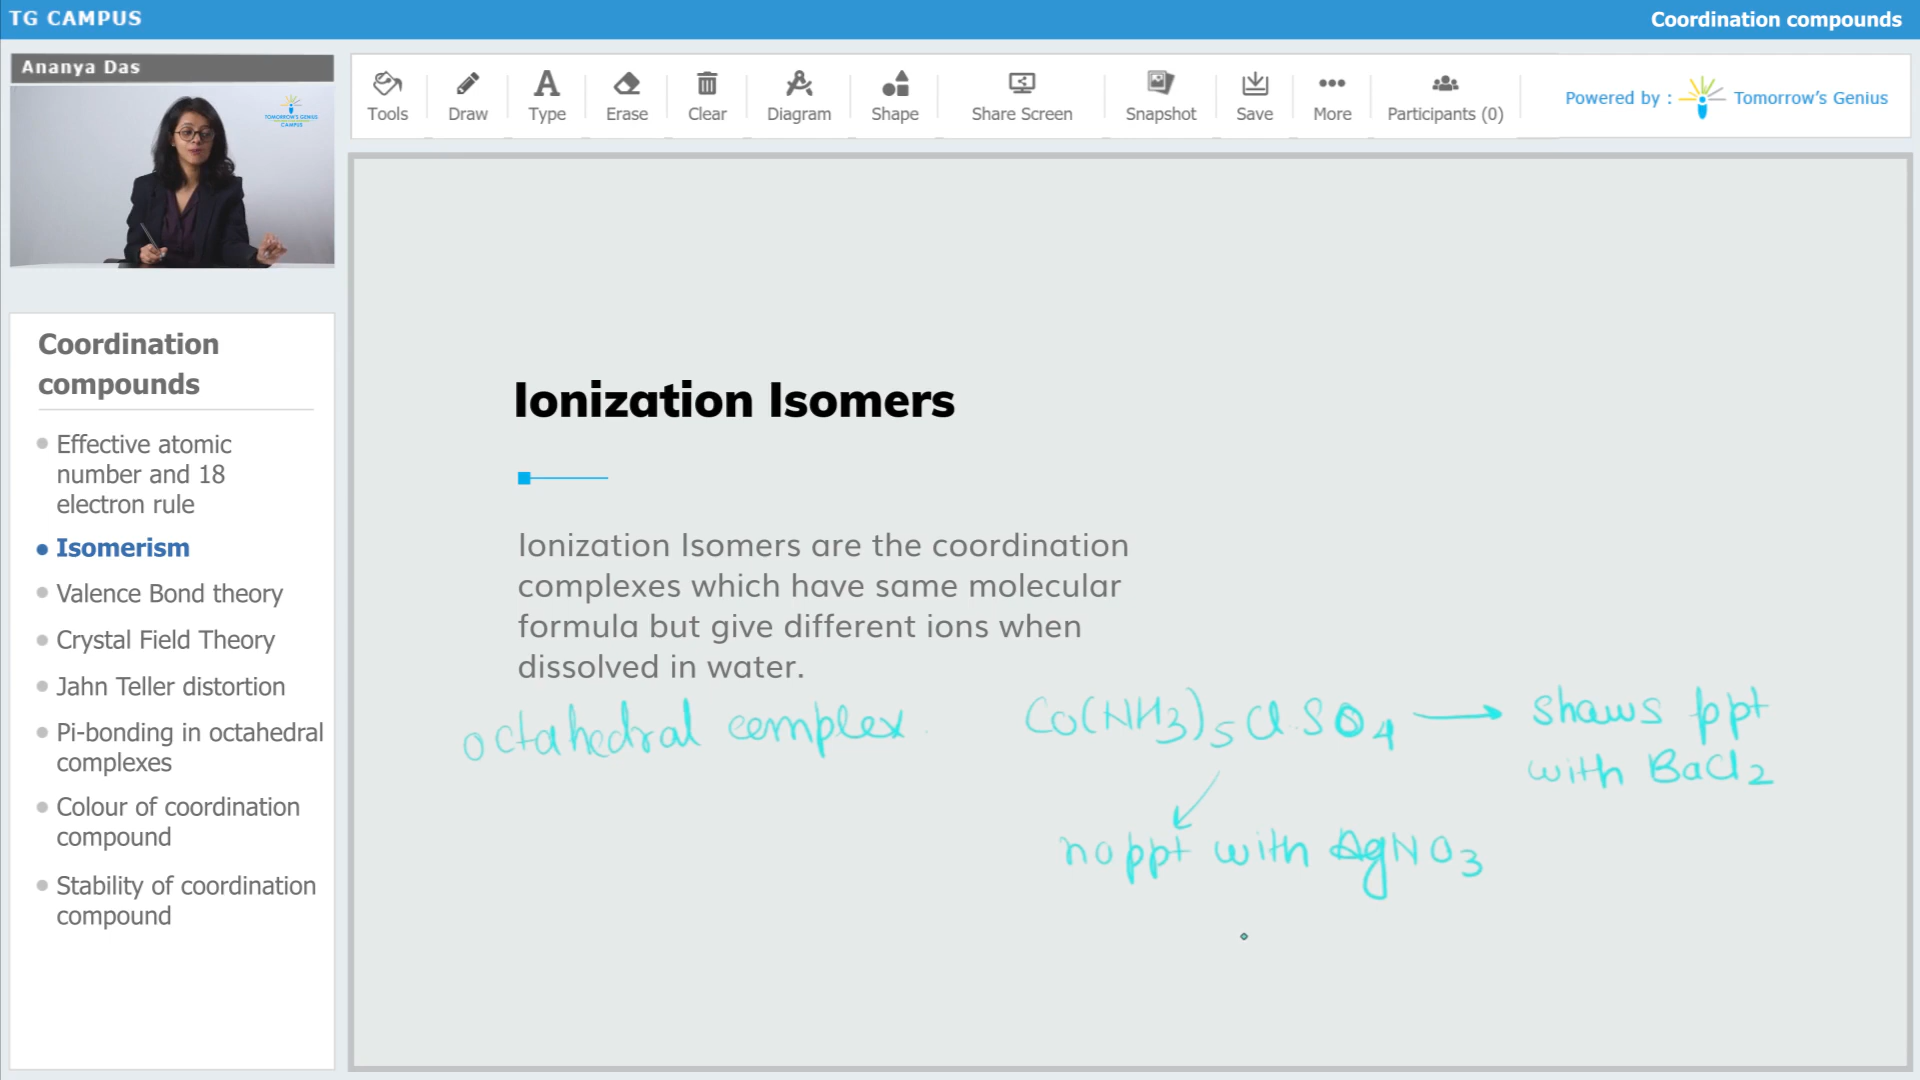 TG CAMPUS
Coordination compounds
Ananya Das
TOMORROW'S GENIUS
CAMPUS
Tools
Draw
Type
Erase
Clear
Diagram
Shape
Share Screen
Snapshot
Save
More
Participants (0)
Powered by : Tomorrow's Genius
Coordination
compounds
Effective atomic
number and 18
electron rule
Isomerism
Valence Bond theory
Crystal Field Theory
Jahn Teller distortion
Pi-bonding in octahedral
complexes
Colour of coordination
compound
Stability of coordination
compound
Ionization Isomers
Ionization Isomers are the coordination
complexes which have same molecular
formula but give different ions when
dissolved in water.
octahedral complex
Co(NH3)5Cl.SO4 → shows ppt
with BaCl2
no ppt with AgNO3